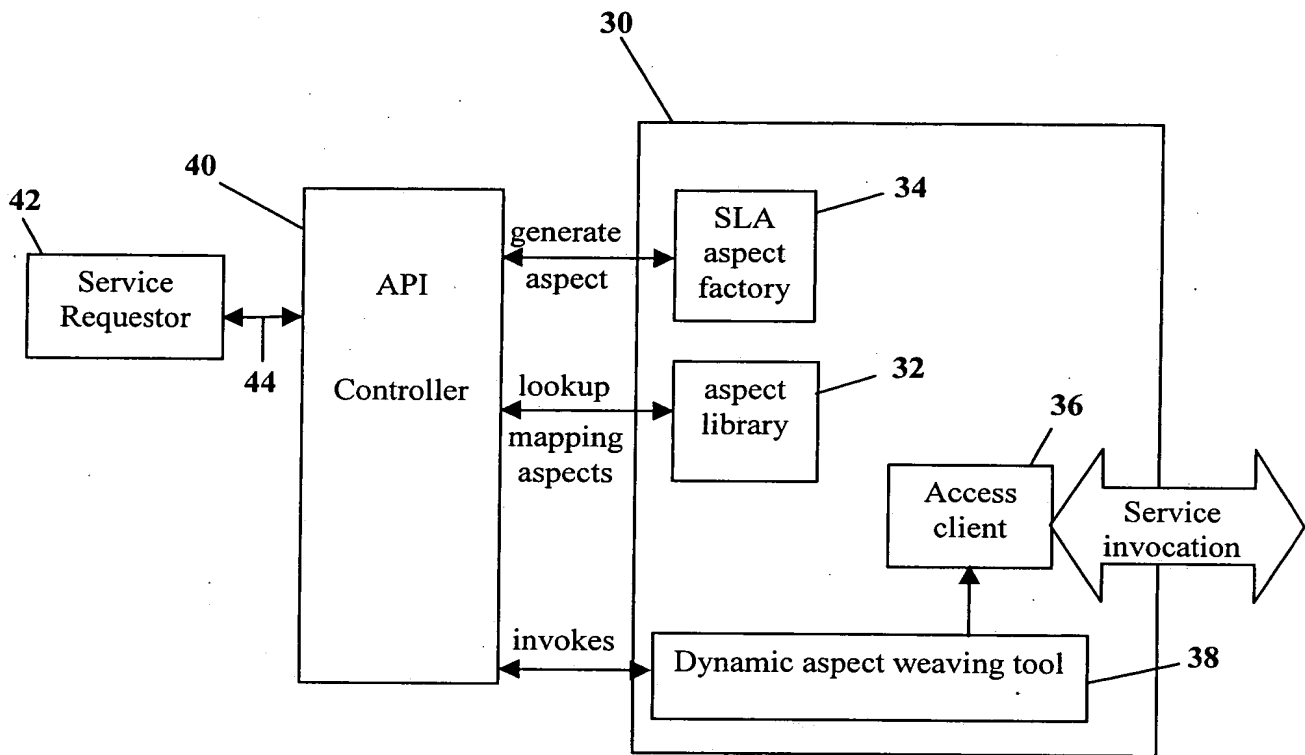 30
40
42
Service
Requestor
44
API
Controller
generate
aspect
SLA
aspect
factory
34
lookup
mapping
aspects
aspect
library
32
36
Access
client
Service
invocation
invokes
Dynamic aspect weaving tool
38